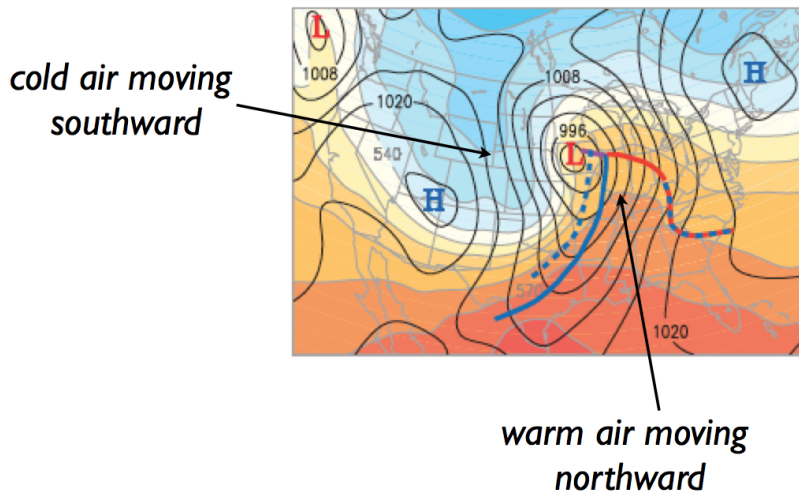 L
1008
1008
H
cold air moving
southward
1020
996
540
L
H
570
1020
warm air moving
northward